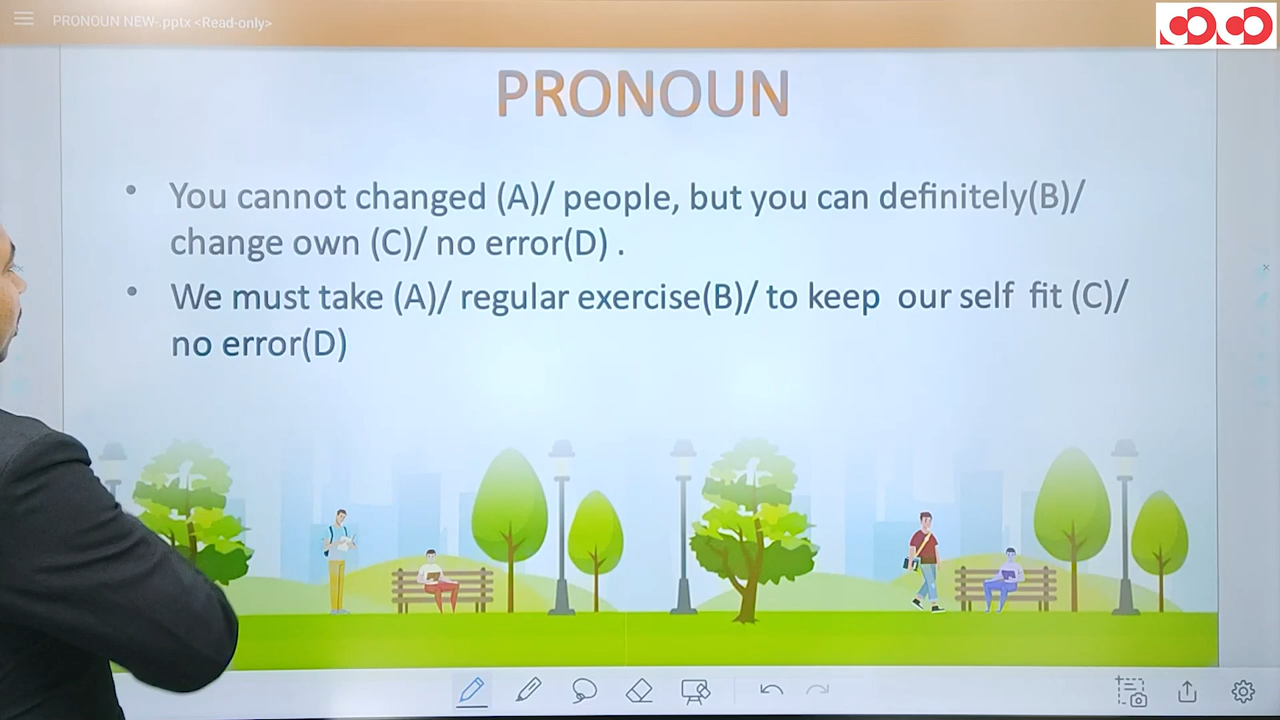 PRONOUN NEW-.pptx <Read-only>
PRONOUN
• You cannot changed (A)/ people, but you can definitely(B)/
change own (C)/ no error(D) .
• We must take (A)/ regular exercise(B)/ to keep our self fit (C)/
no error(D)